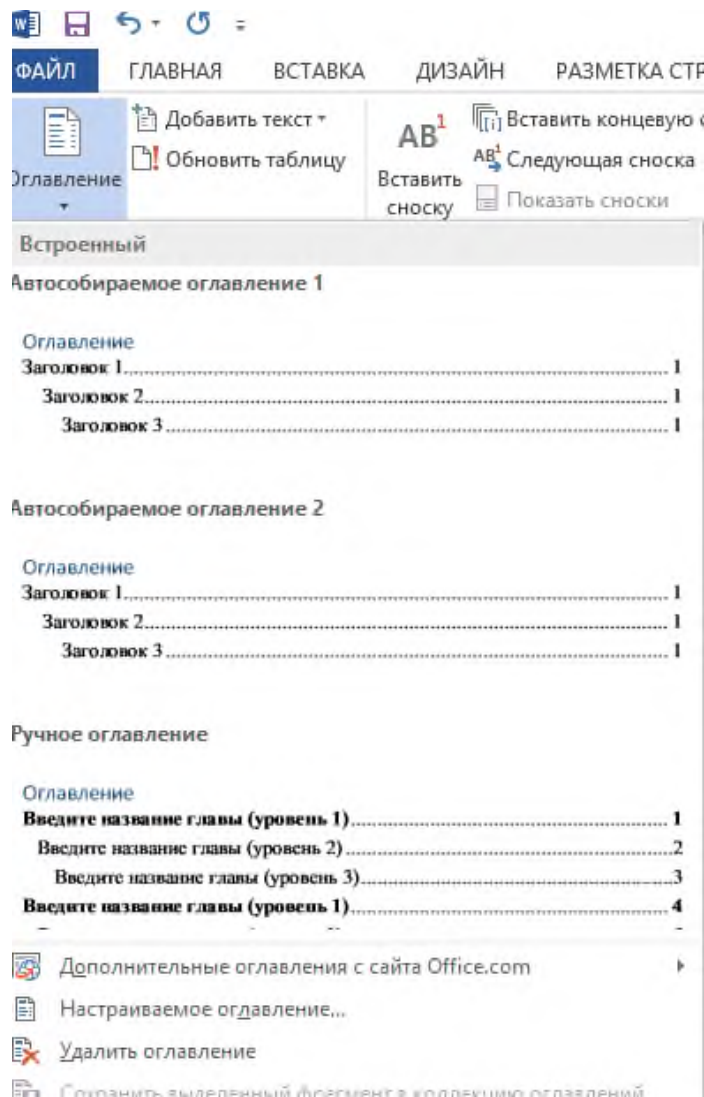 ФАЙЛ ГЛАВНАЯ ВСТАВКА ДИЗАЙН РАЗМЕТКА СТР
Добавить текст
Обновить таблицу
Оглавление
AB1
Вставить сноску
Вставить концевую с
AB1 Следующая сноска
Показать сноски
Встроенный
Автособираемое оглавление 1
Оглавление
Заголовок 1 1
Заголовок 2 1
Заголовок 3 1
Автособираемое оглавление 2
Оглавление
Заголовок 1 1
Заголовок 2 1
Заголовок 3 1
Ручное оглавление
Оглавление
Введите название главы (уровень 1) 1
Введите название главы (уровень 2) 2
Введите название главы (уровень 3) 3
Введите название главы (уровень 1) 4
Дополнительные оглавления с сайта Office.com
Настраиваемое оглавление...
Удалить оглавление
Сохранить выделенный фрагмент в коллекцию оглавлений